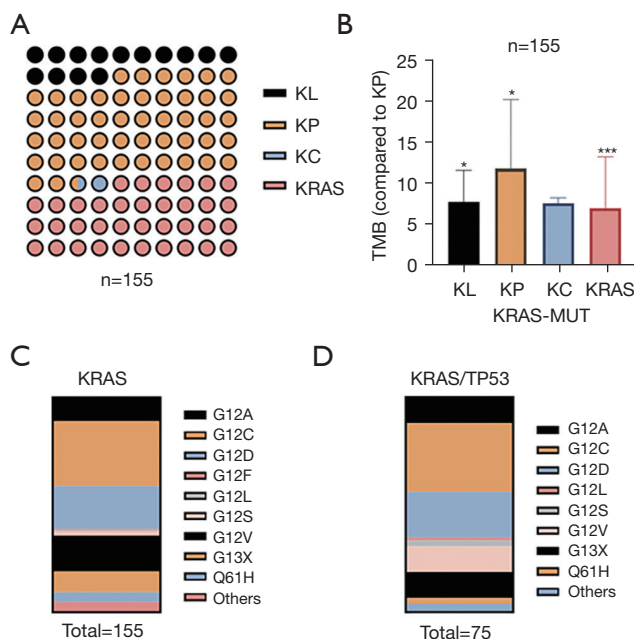 A
KL
KP
KC
KRAS
n=155
B
n=155
TMB (compared to KP)
25
20
15
10
5
0
*
*
***
KL KP KC KRAS
KRAS-MUT
C
KRAS
G12A
G12C
G12D
G12F
G12L
G12S
G12V
G13X
Q61H
Others
Total=155
D
KRAS/TP53
G12A
G12C
G12D
G12L
G12S
G12V
G13X
Q61H
Others
Total=75